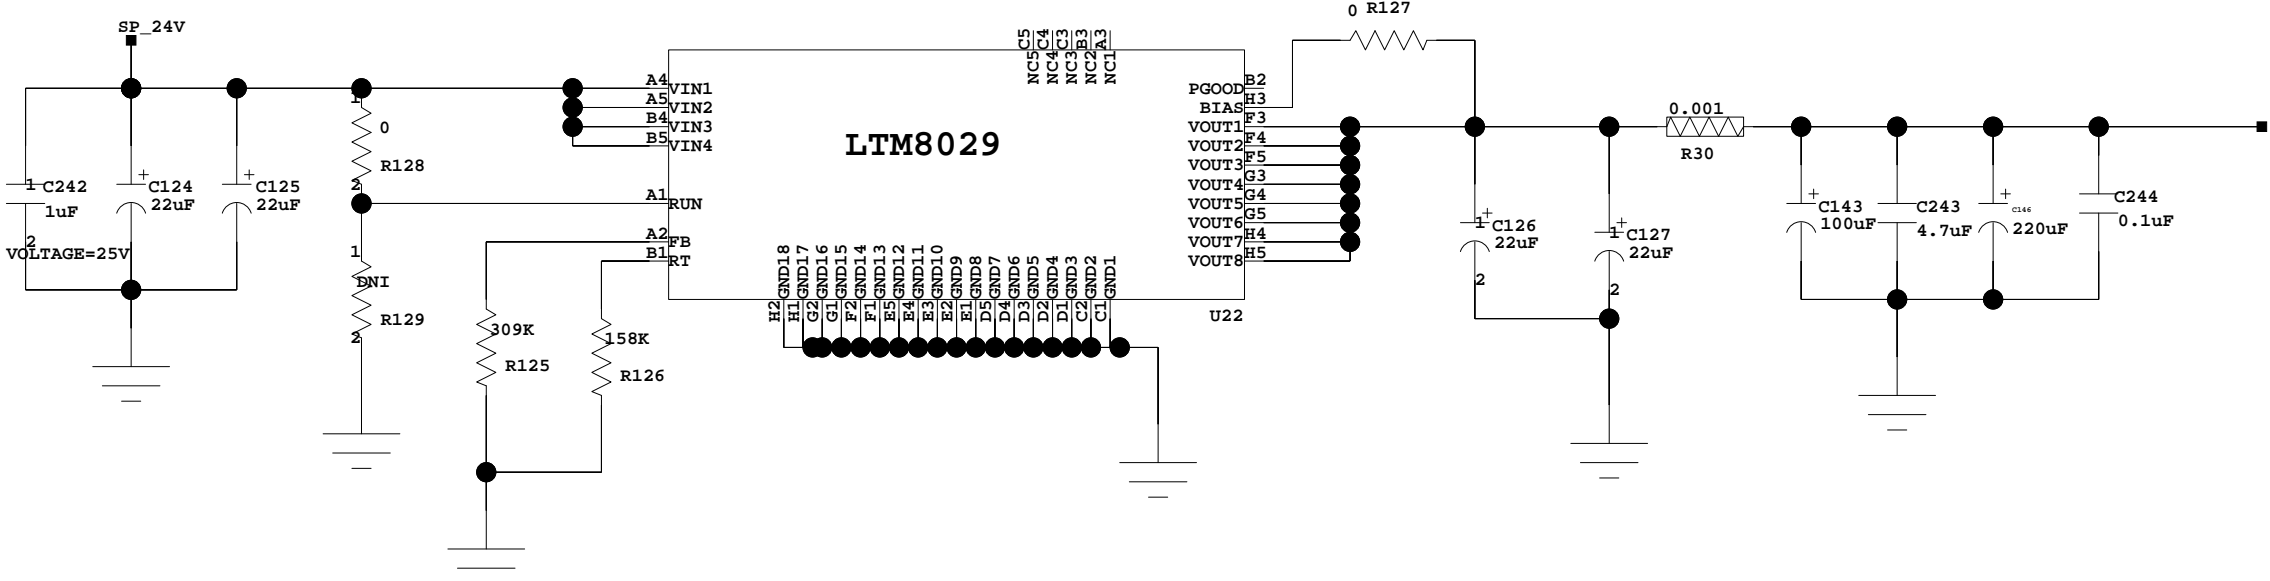 0 R127
SP_24V
C5 C4 C3 B3 A3
NC5 NC4 NC3 NC2 NC1
A4 VIN1
A5 VIN2
B4 VIN3
B5 VIN4
A1 RUN
A2 FB
B1 RT
LTM8029
PGOOD B2
BIAS H3
VOUT1 F3
VOUT2 F4
VOUT3 F5
VOUT4 G3
VOUT5 G4
VOUT6 G5
VOUT7 H4
VOUT8 H5
GND18 GND17 GND16 GND15 GND14 GND13 GND12 GND11 GND10 GND9 GND8 GND7 GND6 GND5 GND4 GND3 GND2 GND1
H2 H1 G2 G1 F2 F1 E5 E4 E3 E2 E1 D5 D4 D3 D2 D1 C2 C1
U22
1 C242
1uF
2
VOLTAGE=25V
+
C124
22uF
+
C125
22uF
1
0
R128
2
1
DNI
R129
2
309K
R125
158K
R126
+
1 C126
22uF
2
+
1 C127
22uF
2
0.001
R30
+
C143
100uF
C243
4.7uF
+
C146
220uF
C244
0.1uF